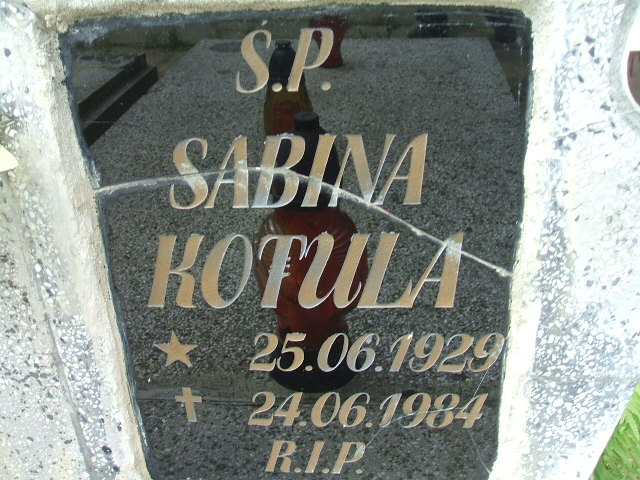 Ś.P.
SABINA
KOTULA
★ 25.06.1929
✝ 24.06.1984
R.I.P.